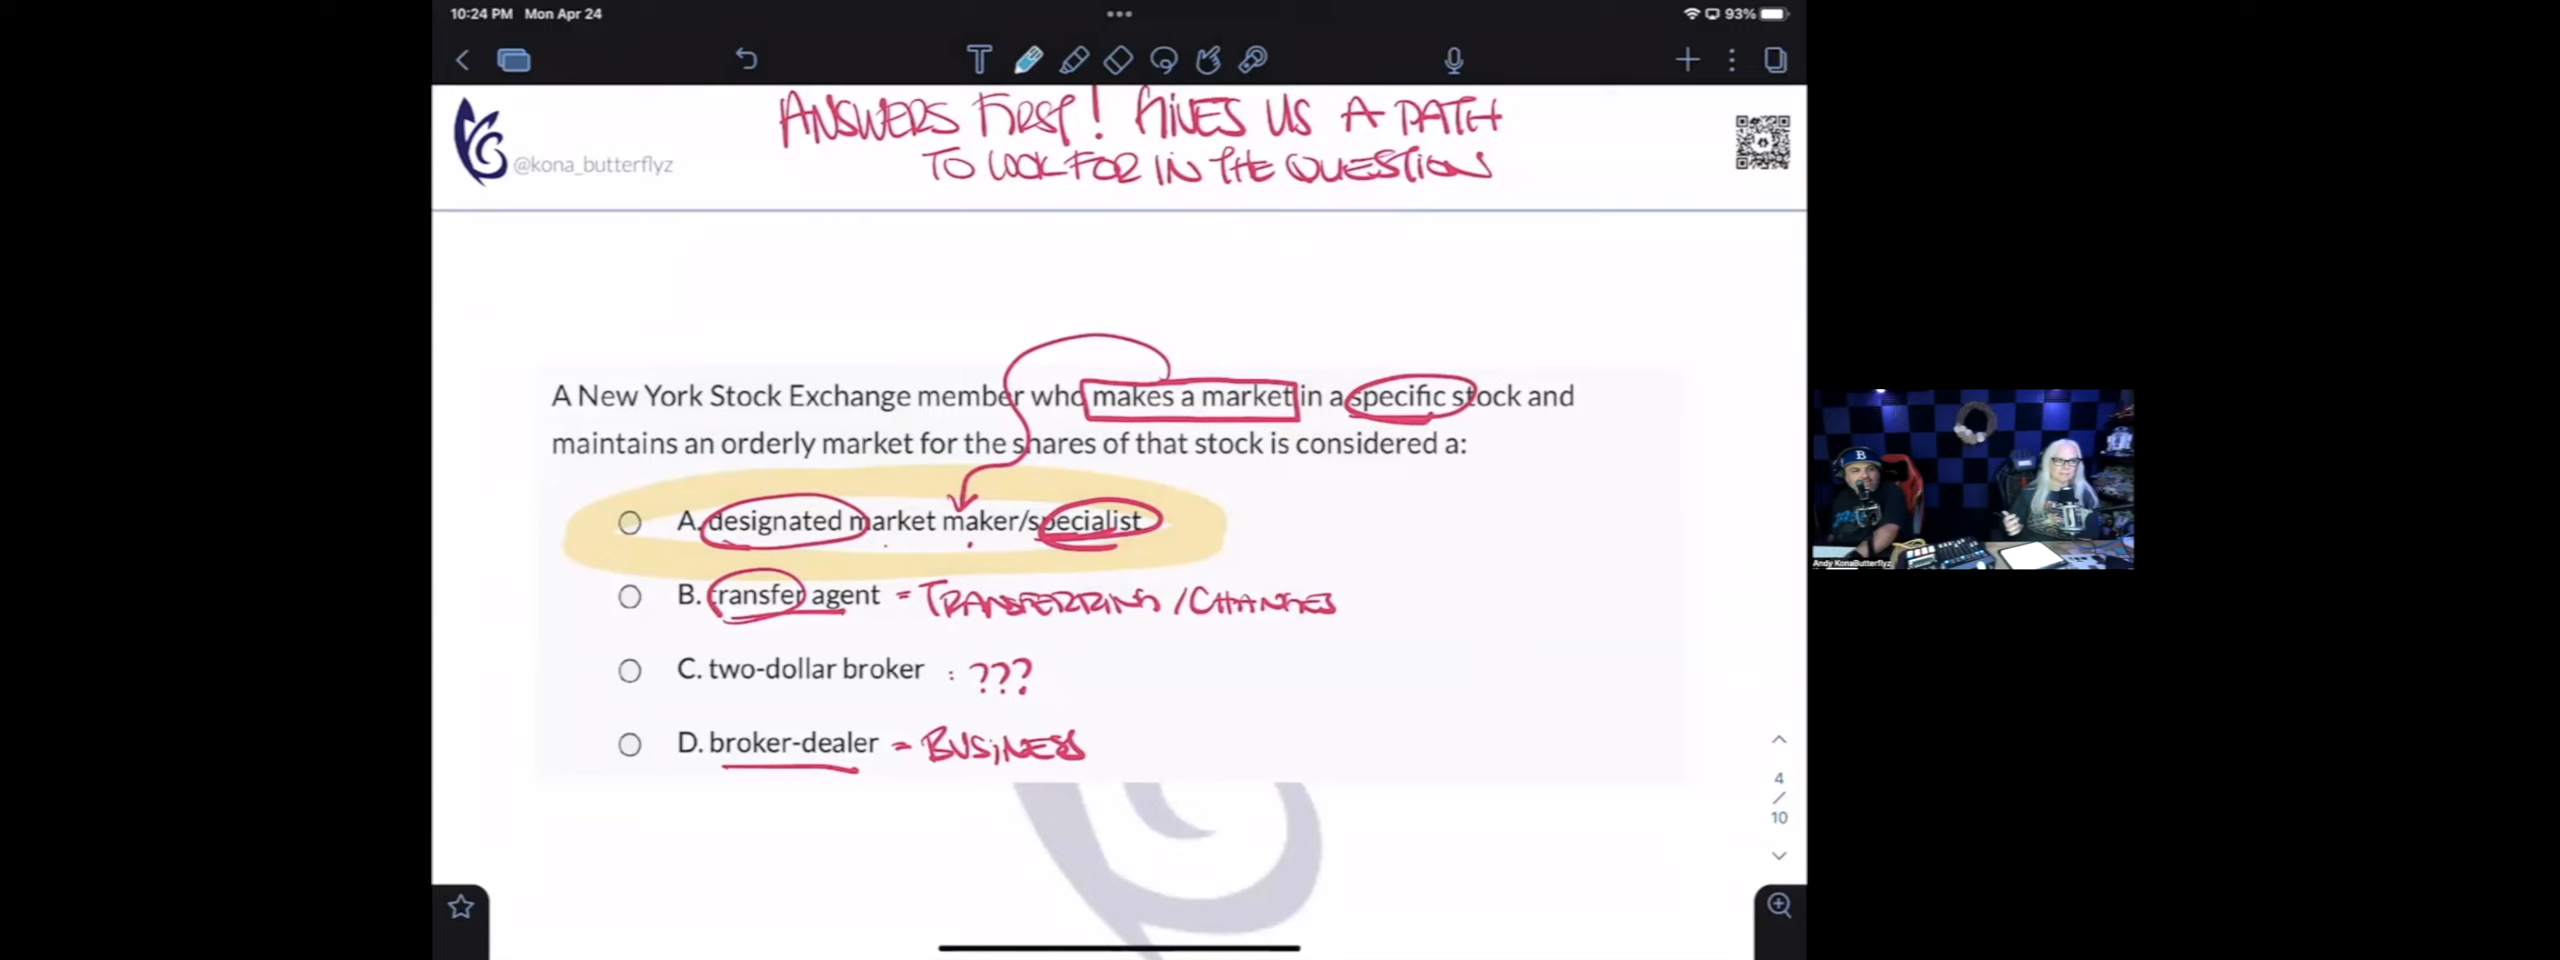 10:24 PM Mon Apr 24
93%
ANSWERS FIRST! GIVES US A PATH
TO LOOK FOR IN THE QUESTION
@kona_butterflyz
A New York Stock Exchange member who makes a market in a specific stock and
maintains an orderly market for the shares of that stock is considered a:
A. designated market maker/specialist
B. transfer agent = TRANSFERRING / CHANGES
C. two-dollar broker : ???
D. broker-dealer = BUSINESS
4
/
10
B
Andy KonaButterflyz